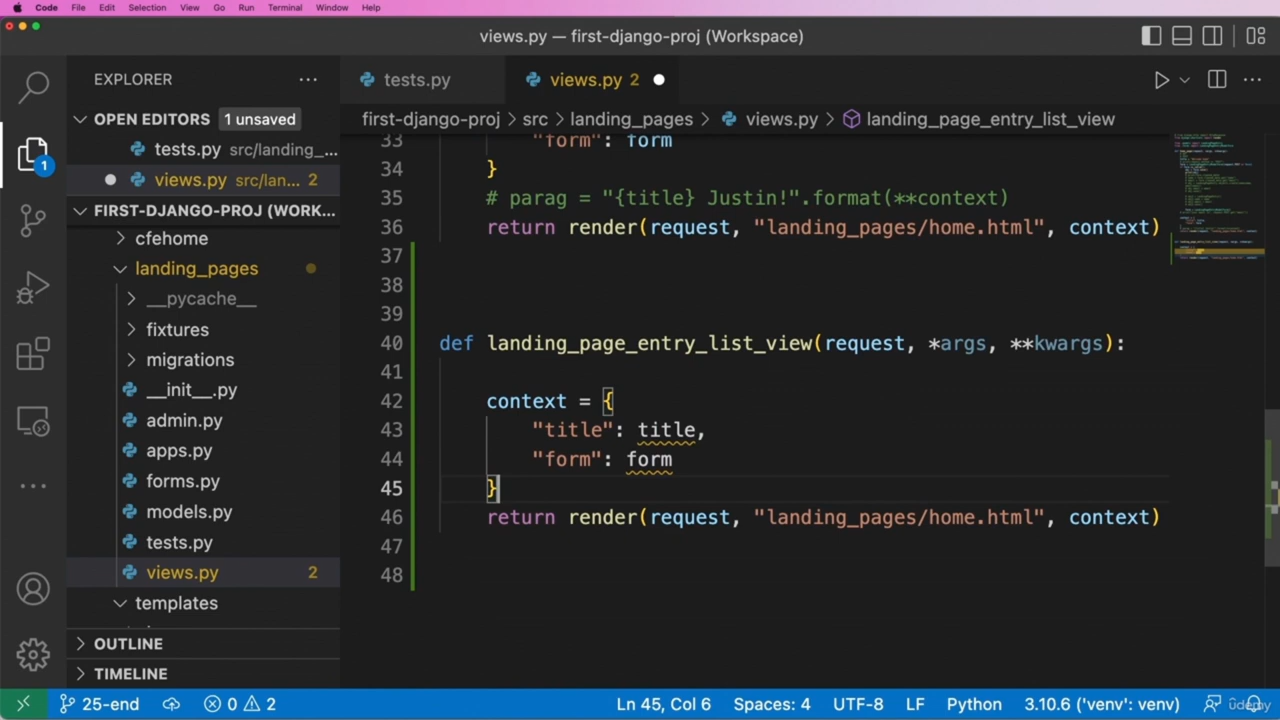 Code File Edit Selection View Go Run Terminal Window Help
views.py — first-django-proj (Workspace)
EXPLORER
tests.py
views.py 2
OPEN EDITORS 1 unsaved
first-django-proj > src > landing_pages > views.py > landing_page_entry_list_view
tests.py src/landing_...
views.py src/lan... 2
FIRST-DJANGO-PROJ (WORK...
cfehome
landing_pages
__pycache__
fixtures
migrations
__init__.py
admin.py
apps.py
forms.py
models.py
tests.py
views.py 2
templates
OUTLINE
TIMELINE
1
33 "form": form
34 }
35 # parag = "{title} Justin!".format(**context)
36 return render(request, "landing_pages/home.html", context)
37
38
39
40 def landing_page_entry_list_view(request, *args, **kwargs):
41
42 context = {
43 "title": title,
44 "form": form
45 }
46 return render(request, "landing_pages/home.html", context)
47
48
25-end 0 2 Ln 45, Col 6 Spaces: 4 UTF-8 LF Python 3.10.6 ('venv': venv)
udemy